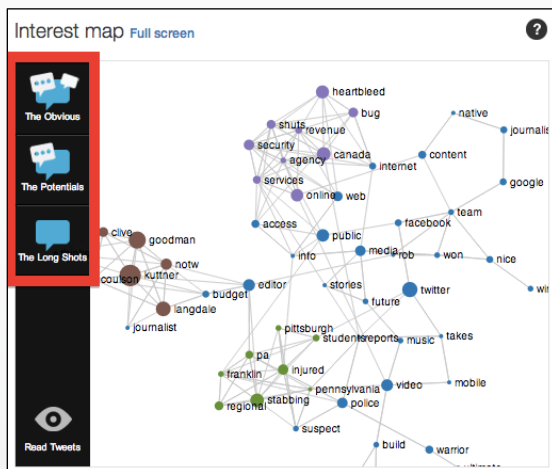 Interest map Full screen ?
The Obvious
The Potentials
The Long Shots
Read Tweets
heartbleed
bug
native
shuts
revenue
journalis
security
canada
content
agency
internet
services
google
online
web
team
access
facebook
clive
public
goodman
media
rob
won
info
nice
notw
coulson
kuttner
editor
stories
twitter
win
budget
future
langdale
journalist
pittsburgh
students
reports
music
takes
pa
franklin
injured
video
mobile
pennsylvania
regional
stabbing
police
suspect
build
warrior
ultimate